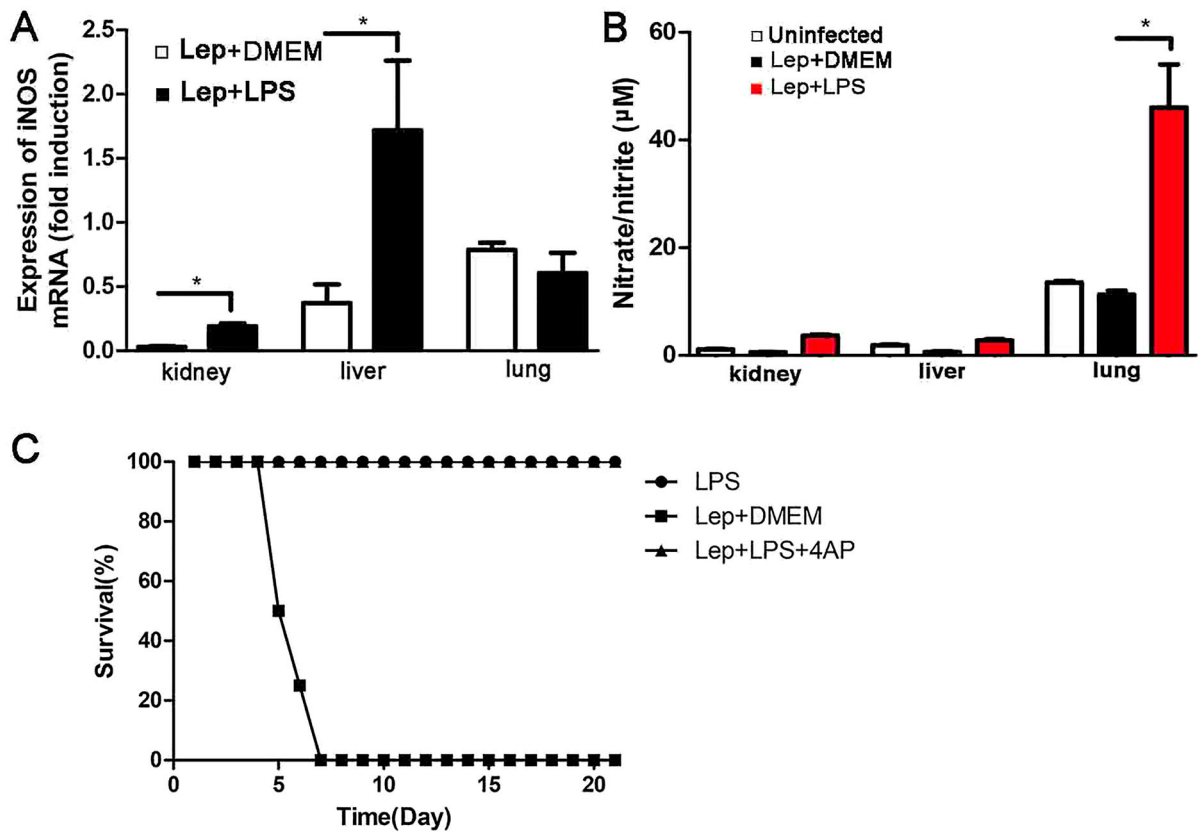 A
Expression of iNOS
mRNA (fold induction)
2.5
2.0
1.5
1.0
0.5
0.0
Lep+DMEM
Lep+LPS
*
*
kidney
liver
lung
B
Nitrate/nitrite (µM)
60
40
20
0
Uninfected
Lep+DMEM
Lep+LPS
*
kidney
liver
lung
C
Survival(%)
100
80
60
40
20
0
0
5
10
15
20
Time(Day)
LPS
Lep+DMEM
Lep+LPS+4AP